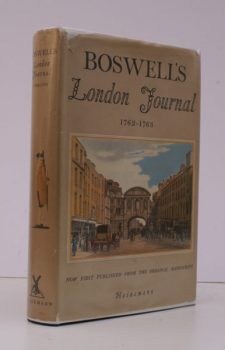 BOSWELL'S
London Journal
1762-1763
NOW FIRST PUBLISHED FROM THE ORIGINAL MANUSCRIPT
Heinemann
BOSWELL'S
London
Journal